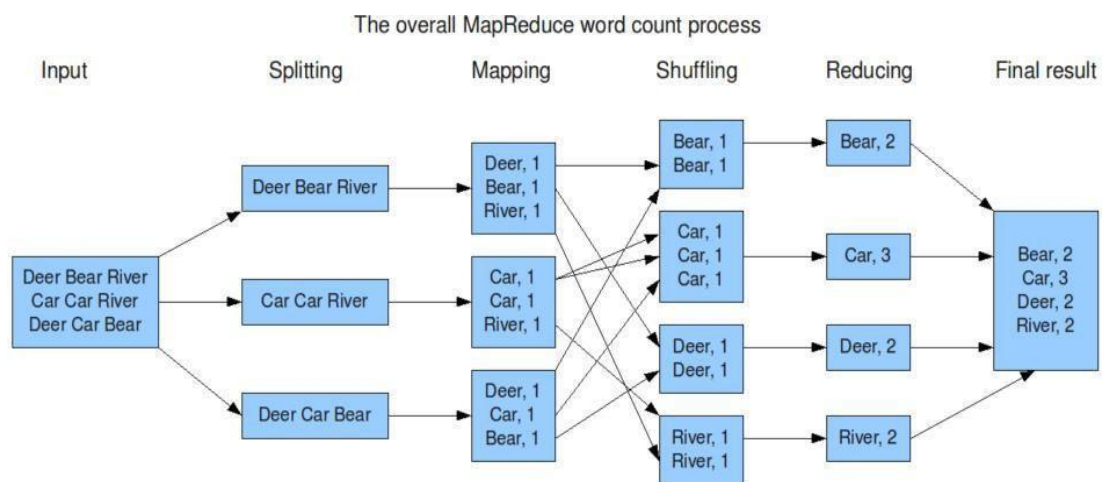 The overall MapReduce word count process
Input
Splitting
Mapping
Shuffling
Reducing
Final result
Deer Bear River
Car Car River
Deer Car Bear
Deer Bear River
Car Car River
Deer Car Bear
Deer, 1
Bear, 1
River, 1
Car, 1
Car, 1
River, 1
Deer, 1
Car, 1
Bear, 1
Bear, 1
Bear, 1
Car, 1
Car, 1
Car, 1
Deer, 1
Deer, 1
River, 1
River, 1
Bear, 2
Car, 3
Deer, 2
River, 2
Bear, 2
Car, 3
Deer, 2
River, 2